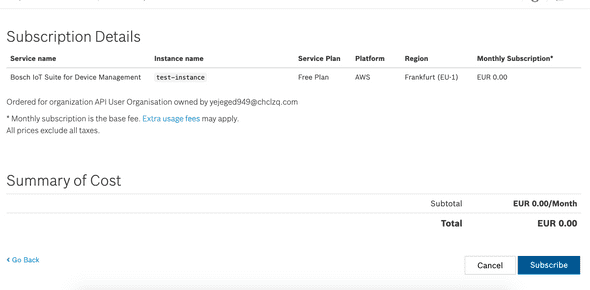 Subscription Details
Service name Instance name Service Plan Platform Region Monthly Subscription*
Bosch IoT Suite for Device Management test-instance Free Plan AWS Frankfurt (EU-1) EUR 0.00
Ordered for organization API User Organisation owned by yejeged949@chclzq.com
* Monthly subscription is the base fee. Extra usage fees may apply.
All prices exclude all taxes.
Summary of Cost
Subtotal EUR 0.00/Month
Total EUR 0.00
‹ Go Back
Cancel Subscribe